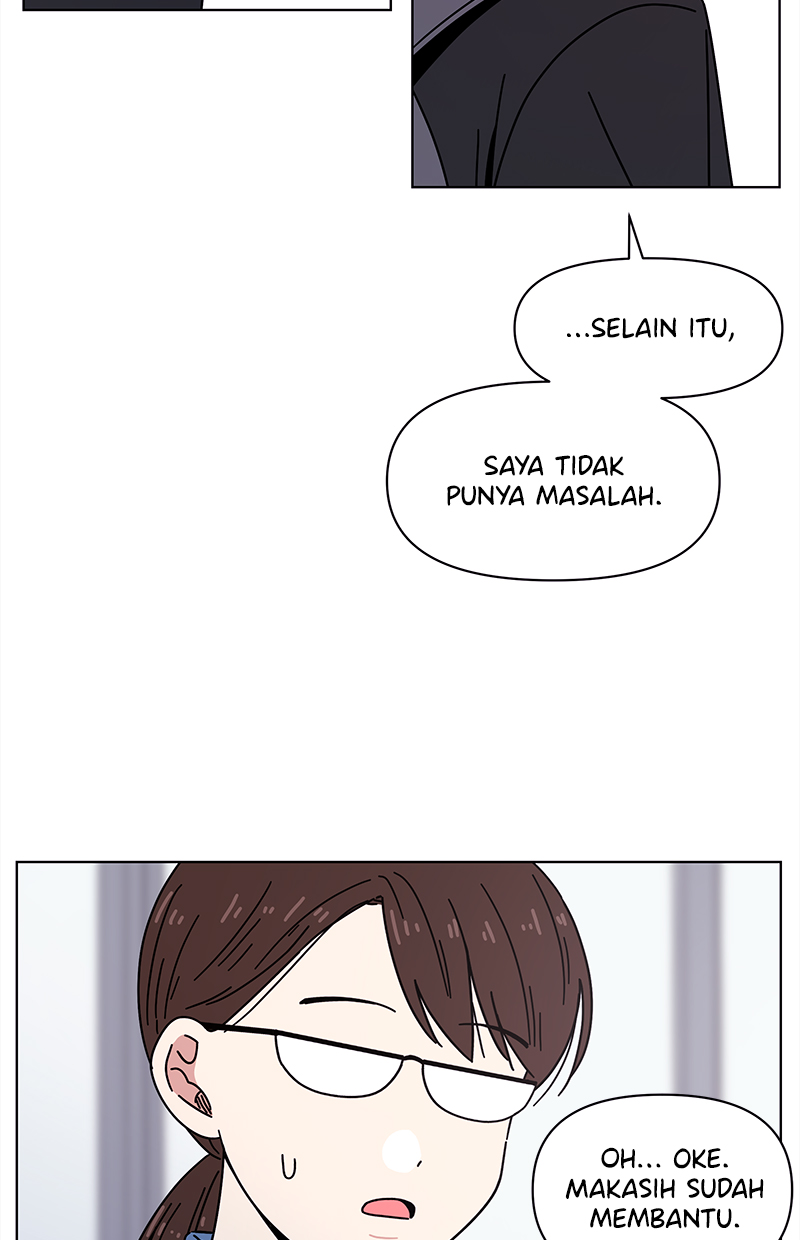 ...SELAIN ITU,
SAYA TIDAK
PUNYA MASALAH.
OH... OKE.
MAKASIH SUDAH
MEMBANTU.